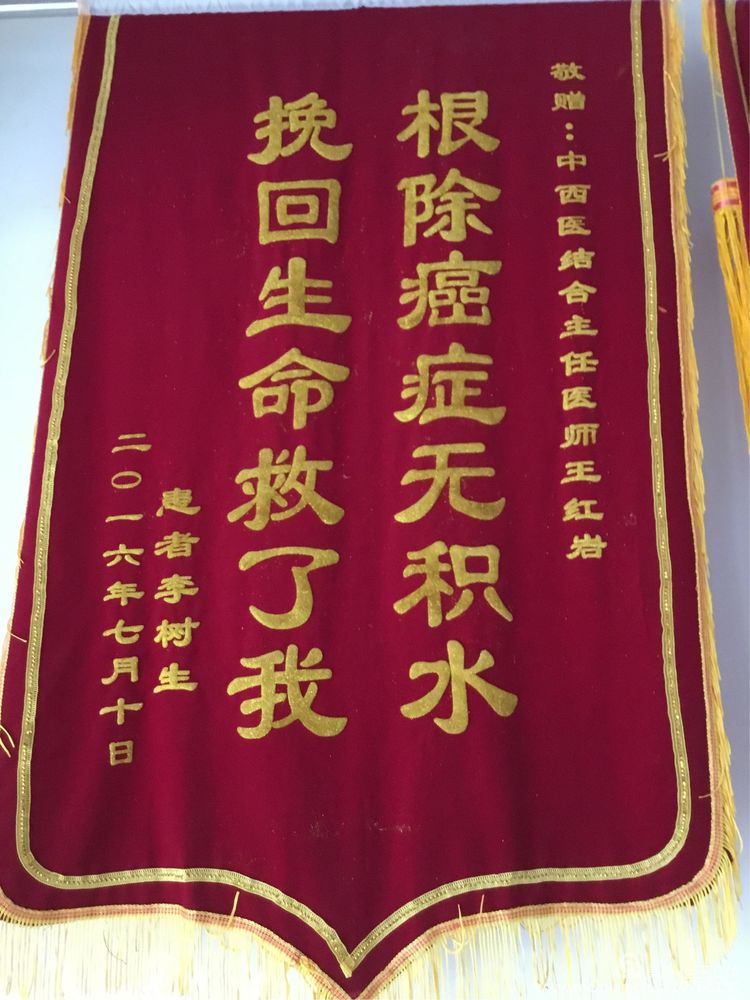 敬赠：中西医结合主任医师王红岩
根除癌症无积水
挽回生命救了我
患者李树生
二〇一六年七月十日